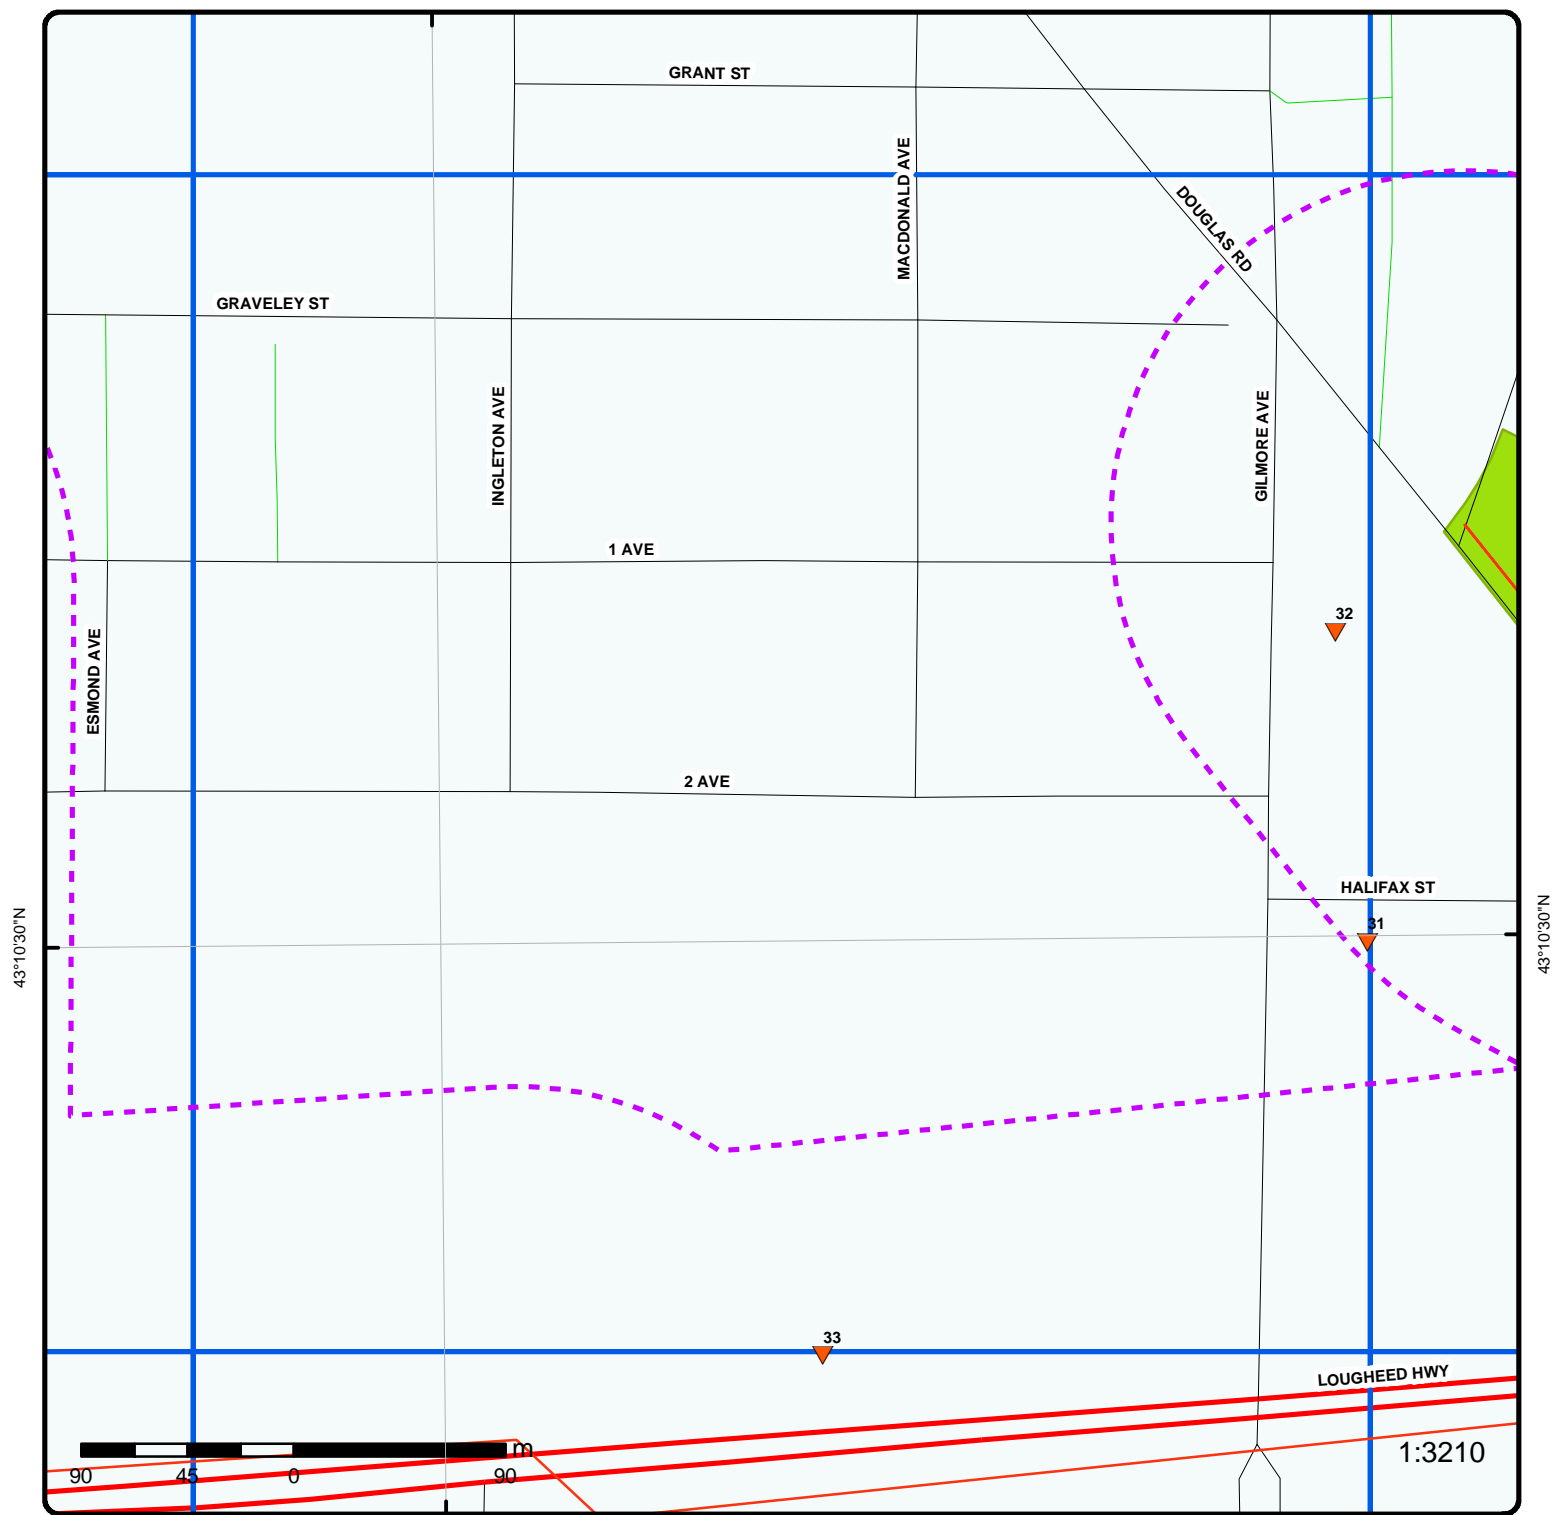 GRANT ST
MACDONALD AVE
DOUGLAS RD
GRAVELEY ST
INGLETON AVE
GILMORE AVE
1 AVE
32
ESMOND AVE
2 AVE
HALIFAX ST
31
43°10'30"N
43°10'30"N
33
LOUGHEED HWY
m
1:3210
90 45 0 90